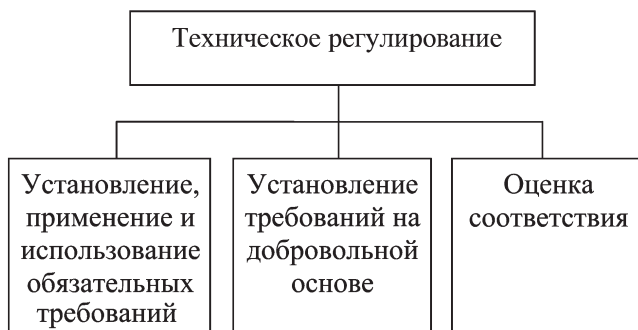 Техническое регулирование
Установление,
применение и
использование
обязательных
требований
Установление
требований на
добровольной
основе
Оценка
соответствия